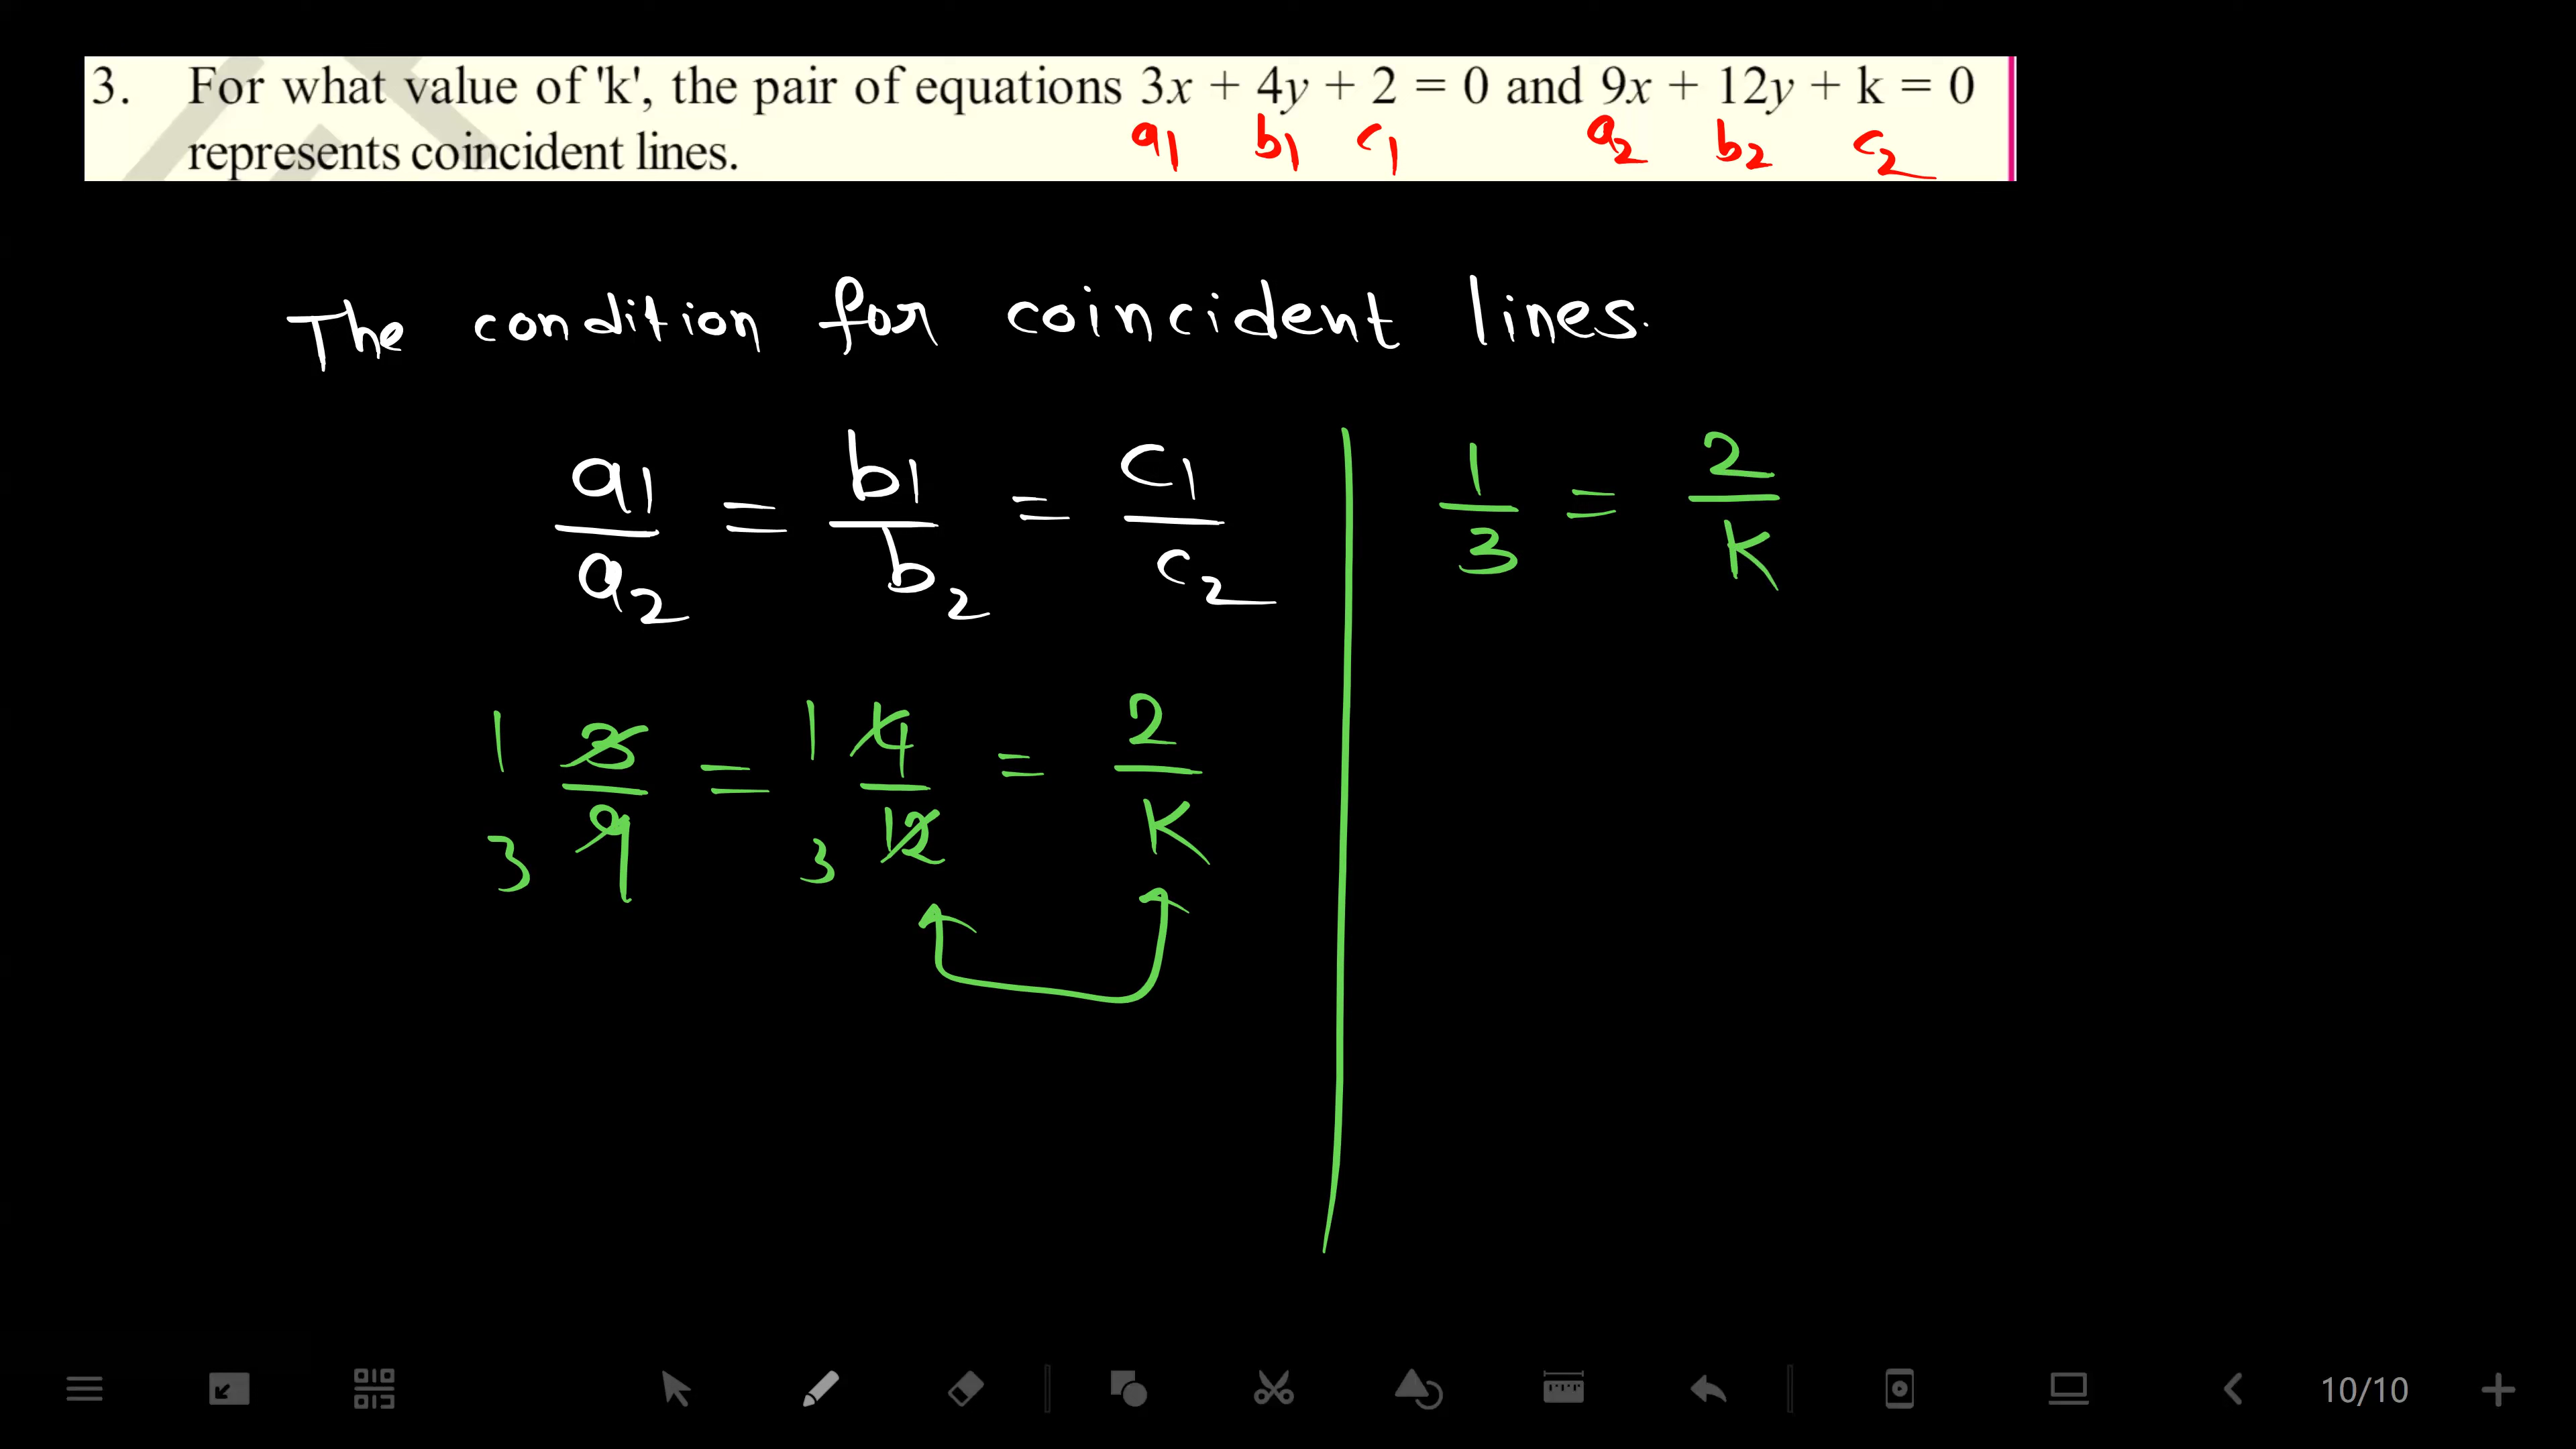 3. For what value of 'k', the pair of equations 3x + 4y + 2 = 0 and 9x + 12y + k = 0
a1 b1 c1 a2 b2 c2
represents coincident lines.
The condition for coincident lines.
a1/a2 = b1/b2 = c1/c2
1/3 3/9 = 1/3 4/12 = 2/K
1/3 = 2/K
10/10